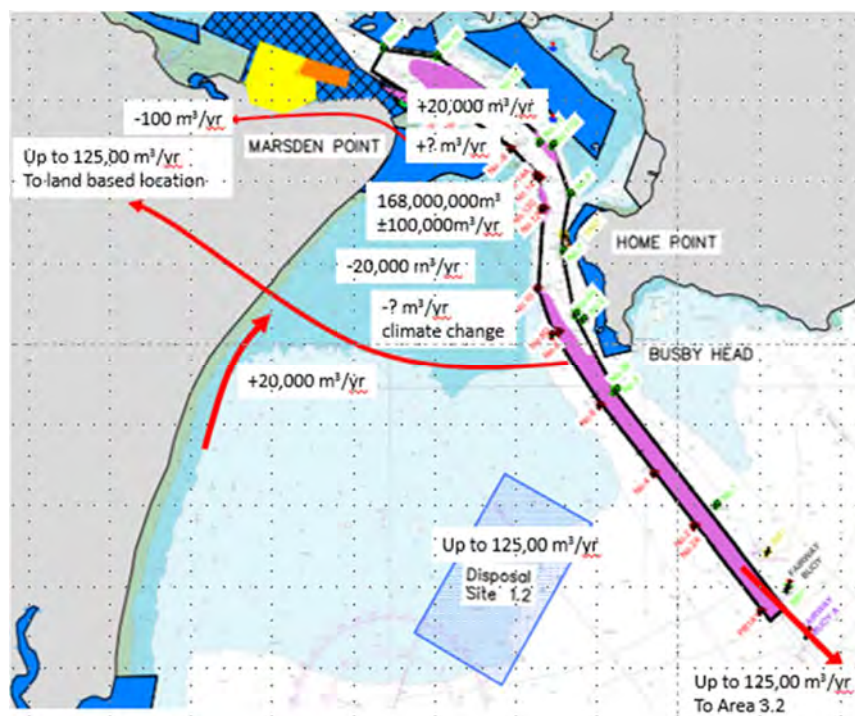 -100 m³/yr
MARSDEN POINT
+20,000 m³/yr
+? m³/yr
Up to 125,00 m³/yr
To land based location
168,000,000m³
±100,000m³/yr
HOME POINT
-20,000 m³/yr
-? m³/yr
climate change
BUSBY HEAD
+20,000 m³/yr
Up to 125,00 m³/yr
Disposal
Site 1.2
FAIRWAY
BUOY
Up to 125,00 m³/yr
To Area 3.2